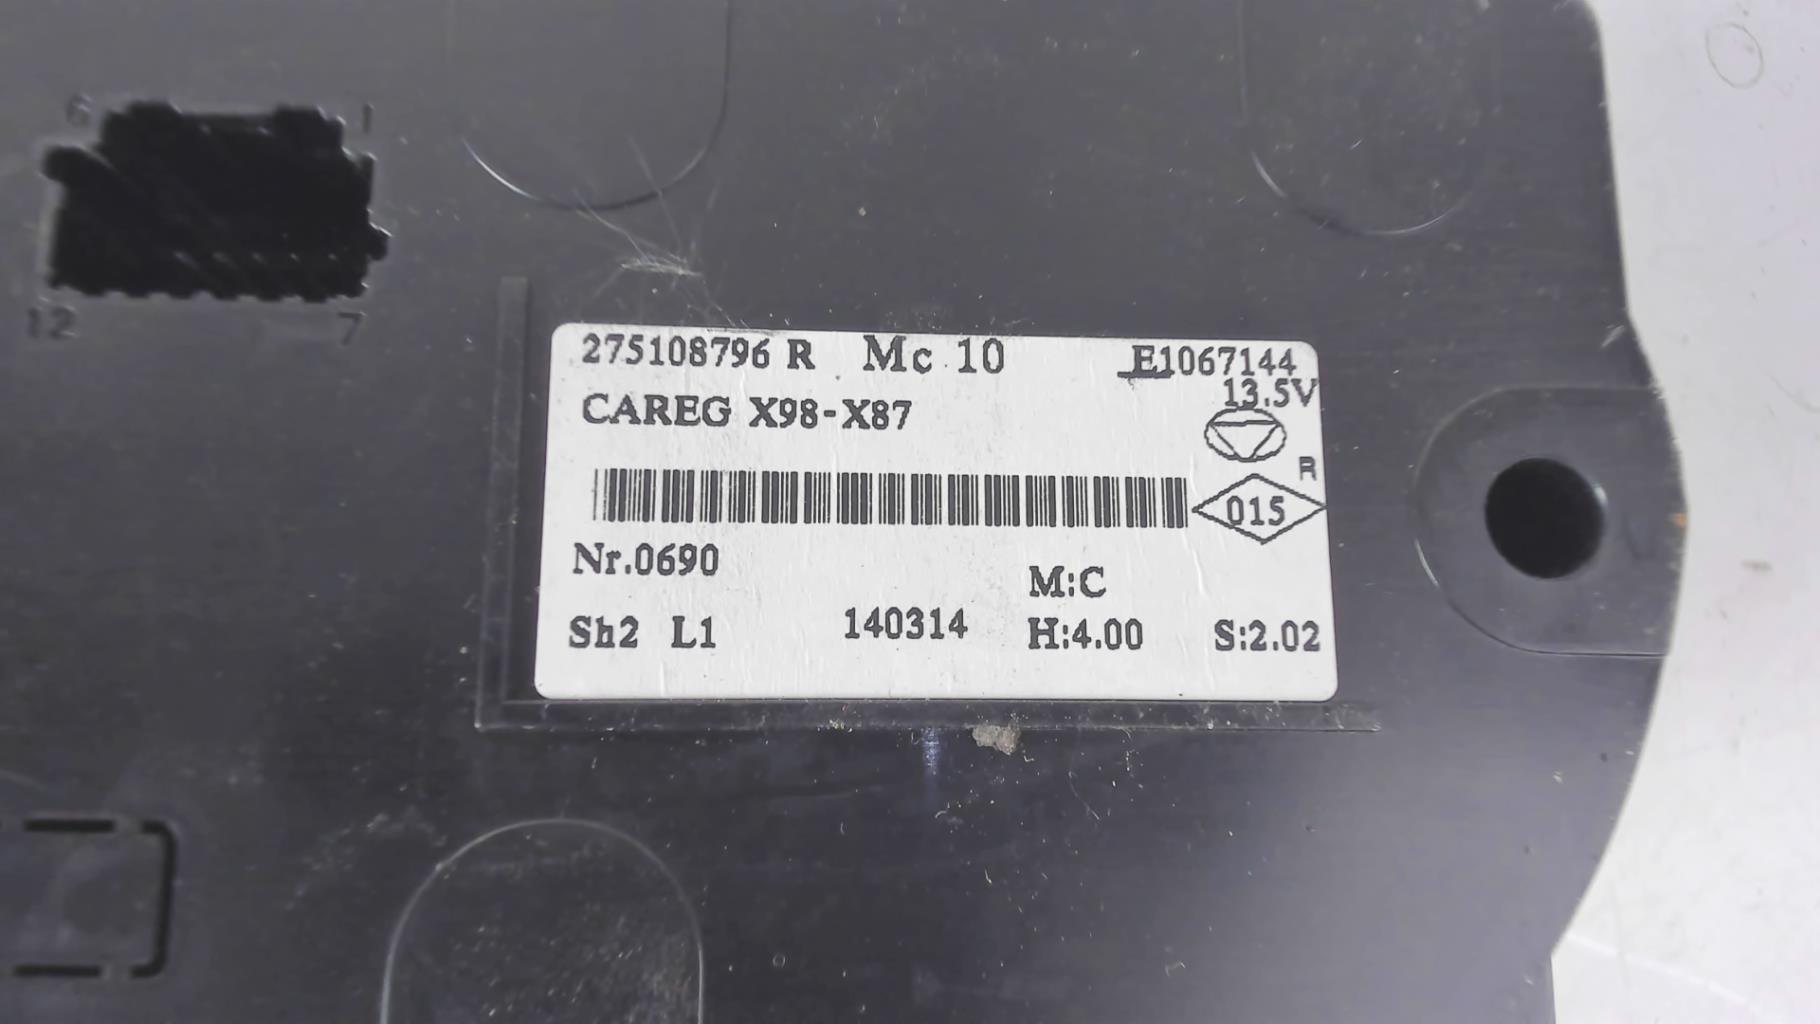 6 1
12 7
275108796 R Mc 10 E1067144
13.5V
CAREG X98-X87
R
015
Nr.0690
M:C
Sh2 L1 140314 H:4.00 S:2.02